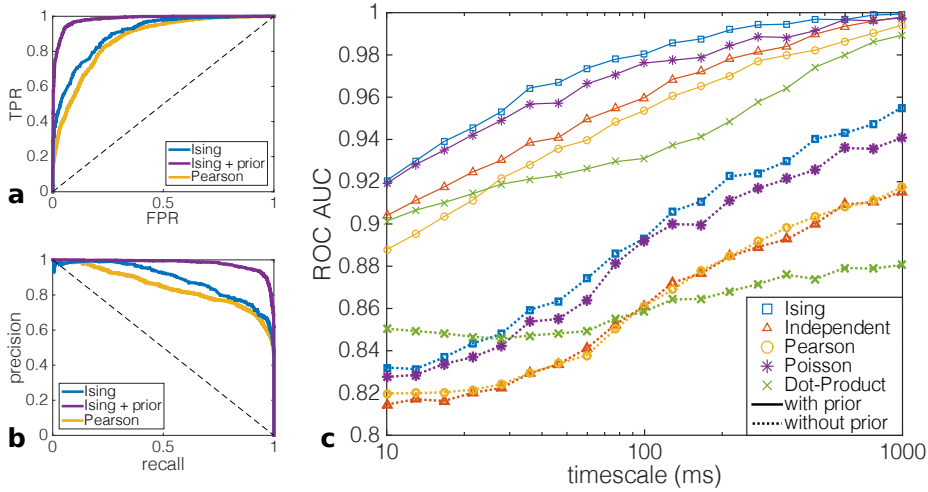 1
0.8
0.6
0.4
0.2
0
TPR
0
0.5
1
FPR
Ising
Ising + prior
Pearson
a
1
0.8
0.6
0.4
0.2
0
precision
0
0.5
1
recall
Ising
Ising + prior
Pearson
b
1
0.98
0.96
0.94
0.92
0.9
0.88
0.86
0.84
0.82
0.8
ROC AUC
10
100
1000
timescale (ms)
Ising
Independent
Pearson
Poisson
Dot-Product
with prior
without prior
c